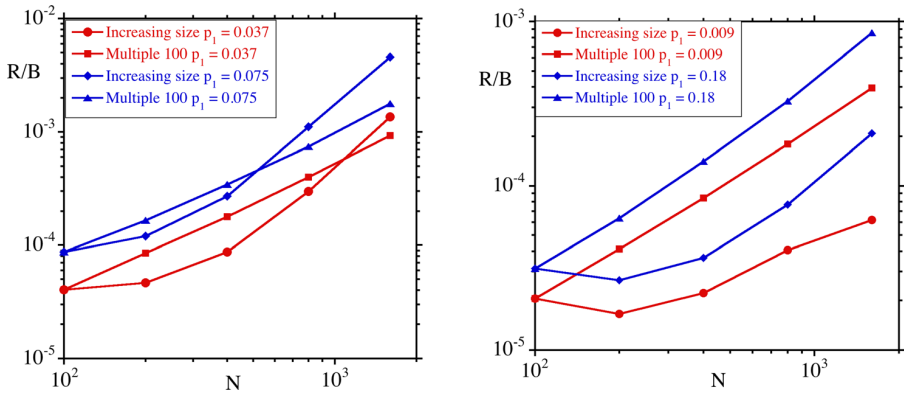 10⁻²
R/B
Increasing size p₁ = 0.037
Multiple 100 p₁ = 0.037
Increasing size p₁ = 0.075
Multiple 100 p₁ = 0.075
10⁻³
10⁻⁴
10⁻⁵
10²
N
10³
10⁻³
R/B
Increasing size p₁ = 0.009
Multiple 100 p₁ = 0.009
Increasing size p₁ = 0.18
Multiple 100 p₁ = 0.18
10⁻⁴
10⁻⁵
10²
N
10³